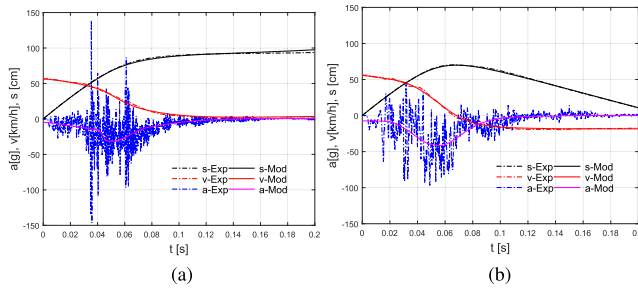 150
100
50
0
-50
-100
-150
a[g], v[km/h], s [cm]
0 0.02 0.04 0.06 0.08 0.1 0.12 0.14 0.16 0.18 0.2
t [s]
s-Exp s-Mod
v-Exp v-Mod
a-Exp a-Mod
(a)
150
100
50
0
-50
-100
-150
a[g], v[km/h], s [cm]
0 0.02 0.04 0.06 0.08 0.1 0.12 0.14 0.16 0.18 0.2
t [s]
s-Exp s-Mod
v-Exp v-Mod
a-Exp a-Mod
(b)